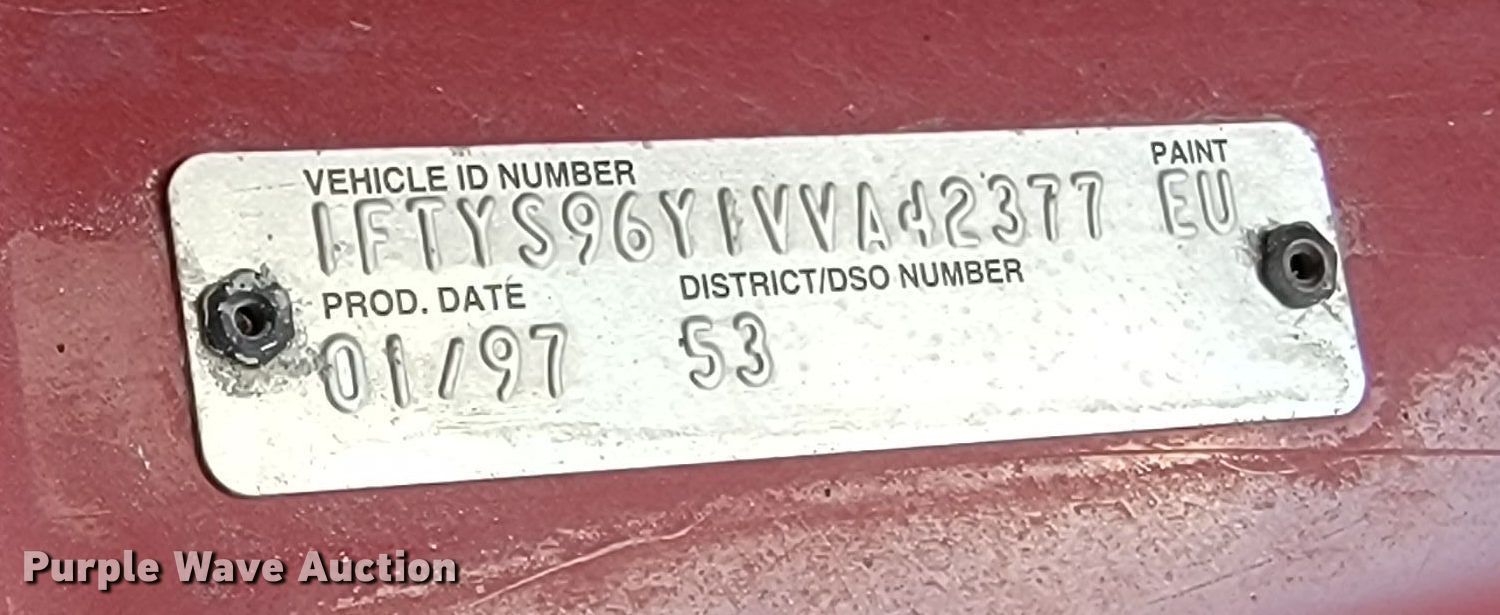 VEHICLE ID NUMBER PAINT
1FTYS96Y1VVA42377 EU
PROD. DATE DISTRICT/DSO NUMBER
01/97 53
Purple Wave Auction